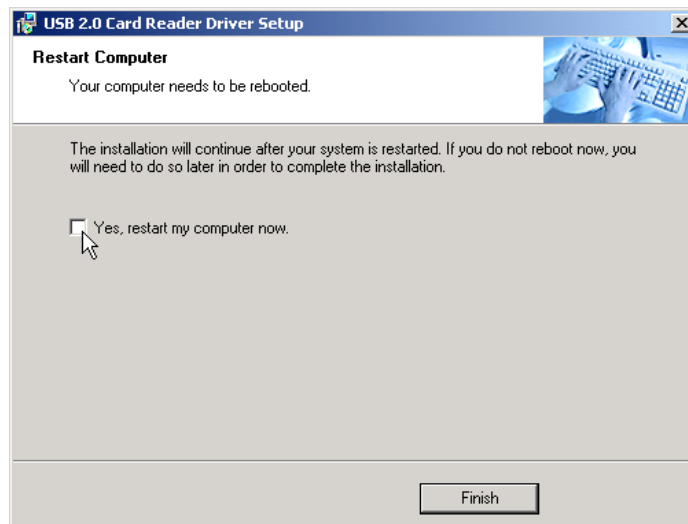 USB 2.0 Card Reader Driver Setup
Restart Computer
Your computer needs to be rebooted.
The installation will continue after your system is restarted. If you do not reboot now, you
will need to do so later in order to complete the installation.
Yes, restart my computer now.
Finish